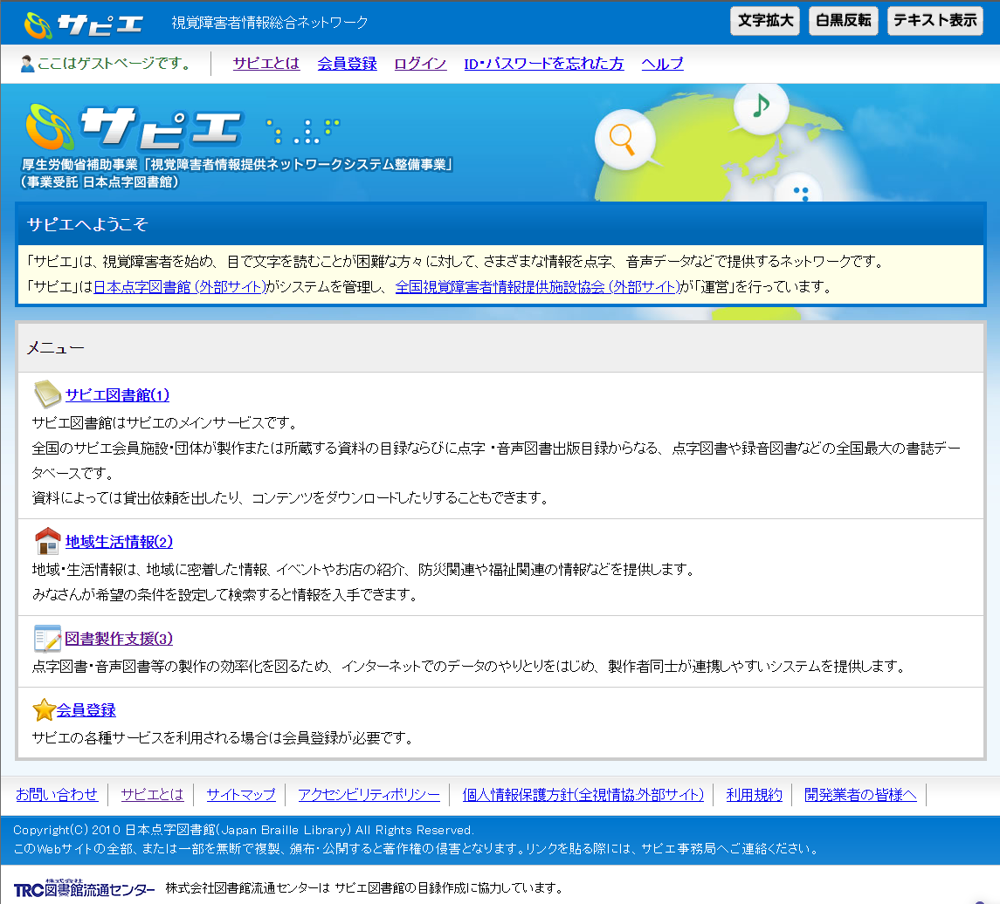 サピエ 視覚障害者情報総合ネットワーク 文字拡大 白黒反転 テキスト表示
ここはゲストページです。 サピエとは 会員登録 ログイン ID・パスワードを忘れた方 ヘルプ
サピエ
厚生労働省補助事業「視覚障害者情報提供ネットワークシステム整備事業」
(事業受託 日本点字図書館)
サピエへようこそ
「サピエ」は、視覚障害者を始め、目で文字を読むことが困難な方々に対して、さまざまな情報を点字、音声データなどで提供するネットワークです。
「サピエ」は日本点字図書館 (外部サイト)がシステムを管理し、全国視覚障害者情報提供施設協会 (外部サイト)が「運営」を行っています。
メニュー
サピエ図書館(1)
サピエ図書館はサピエのメインサービスです。
全国のサピエ会員施設・団体が製作または所蔵する資料の目録ならびに点字・音声図書出版目録からなる、点字図書や録音図書などの全国最大の書誌デー
タベースです。
資料によっては貸出依頼を出したり、コンテンツをダウンロードしたりすることもできます。
地域生活情報(2)
地域・生活情報は、地域に密着した情報、イベントやお店の紹介、防災関連や福祉関連の情報などを提供します。
みなさんが希望の条件を設定して検索すると情報を入手できます。
図書製作支援(3)
点字図書・音声図書等の製作の効率化を図るため、インターネットでのデータのやりとりをはじめ、製作者同士が連携しやすいシステムを提供します。
会員登録
サピエの各種サービスを利用される場合は会員登録が必要です。
お問い合わせ サピエとは サイトマップ アクセシビリティポリシー 個人情報保護方針(全視情協:外部サイト) 利用規約 開発業者の皆様へ
Copyright(C) 2010 日本点字図書館(Japan Braille Library) All Rights Reserved.
このWebサイトの全部、または一部を無断で複製、頒布・公開すると著作権の侵害となります。リンクを貼る際には、サピエ事務局へご連絡ください。
TRC株式会社図書館流通センター 株式会社図書館流通センターは サピエ図書館の目録作成に協力しています。